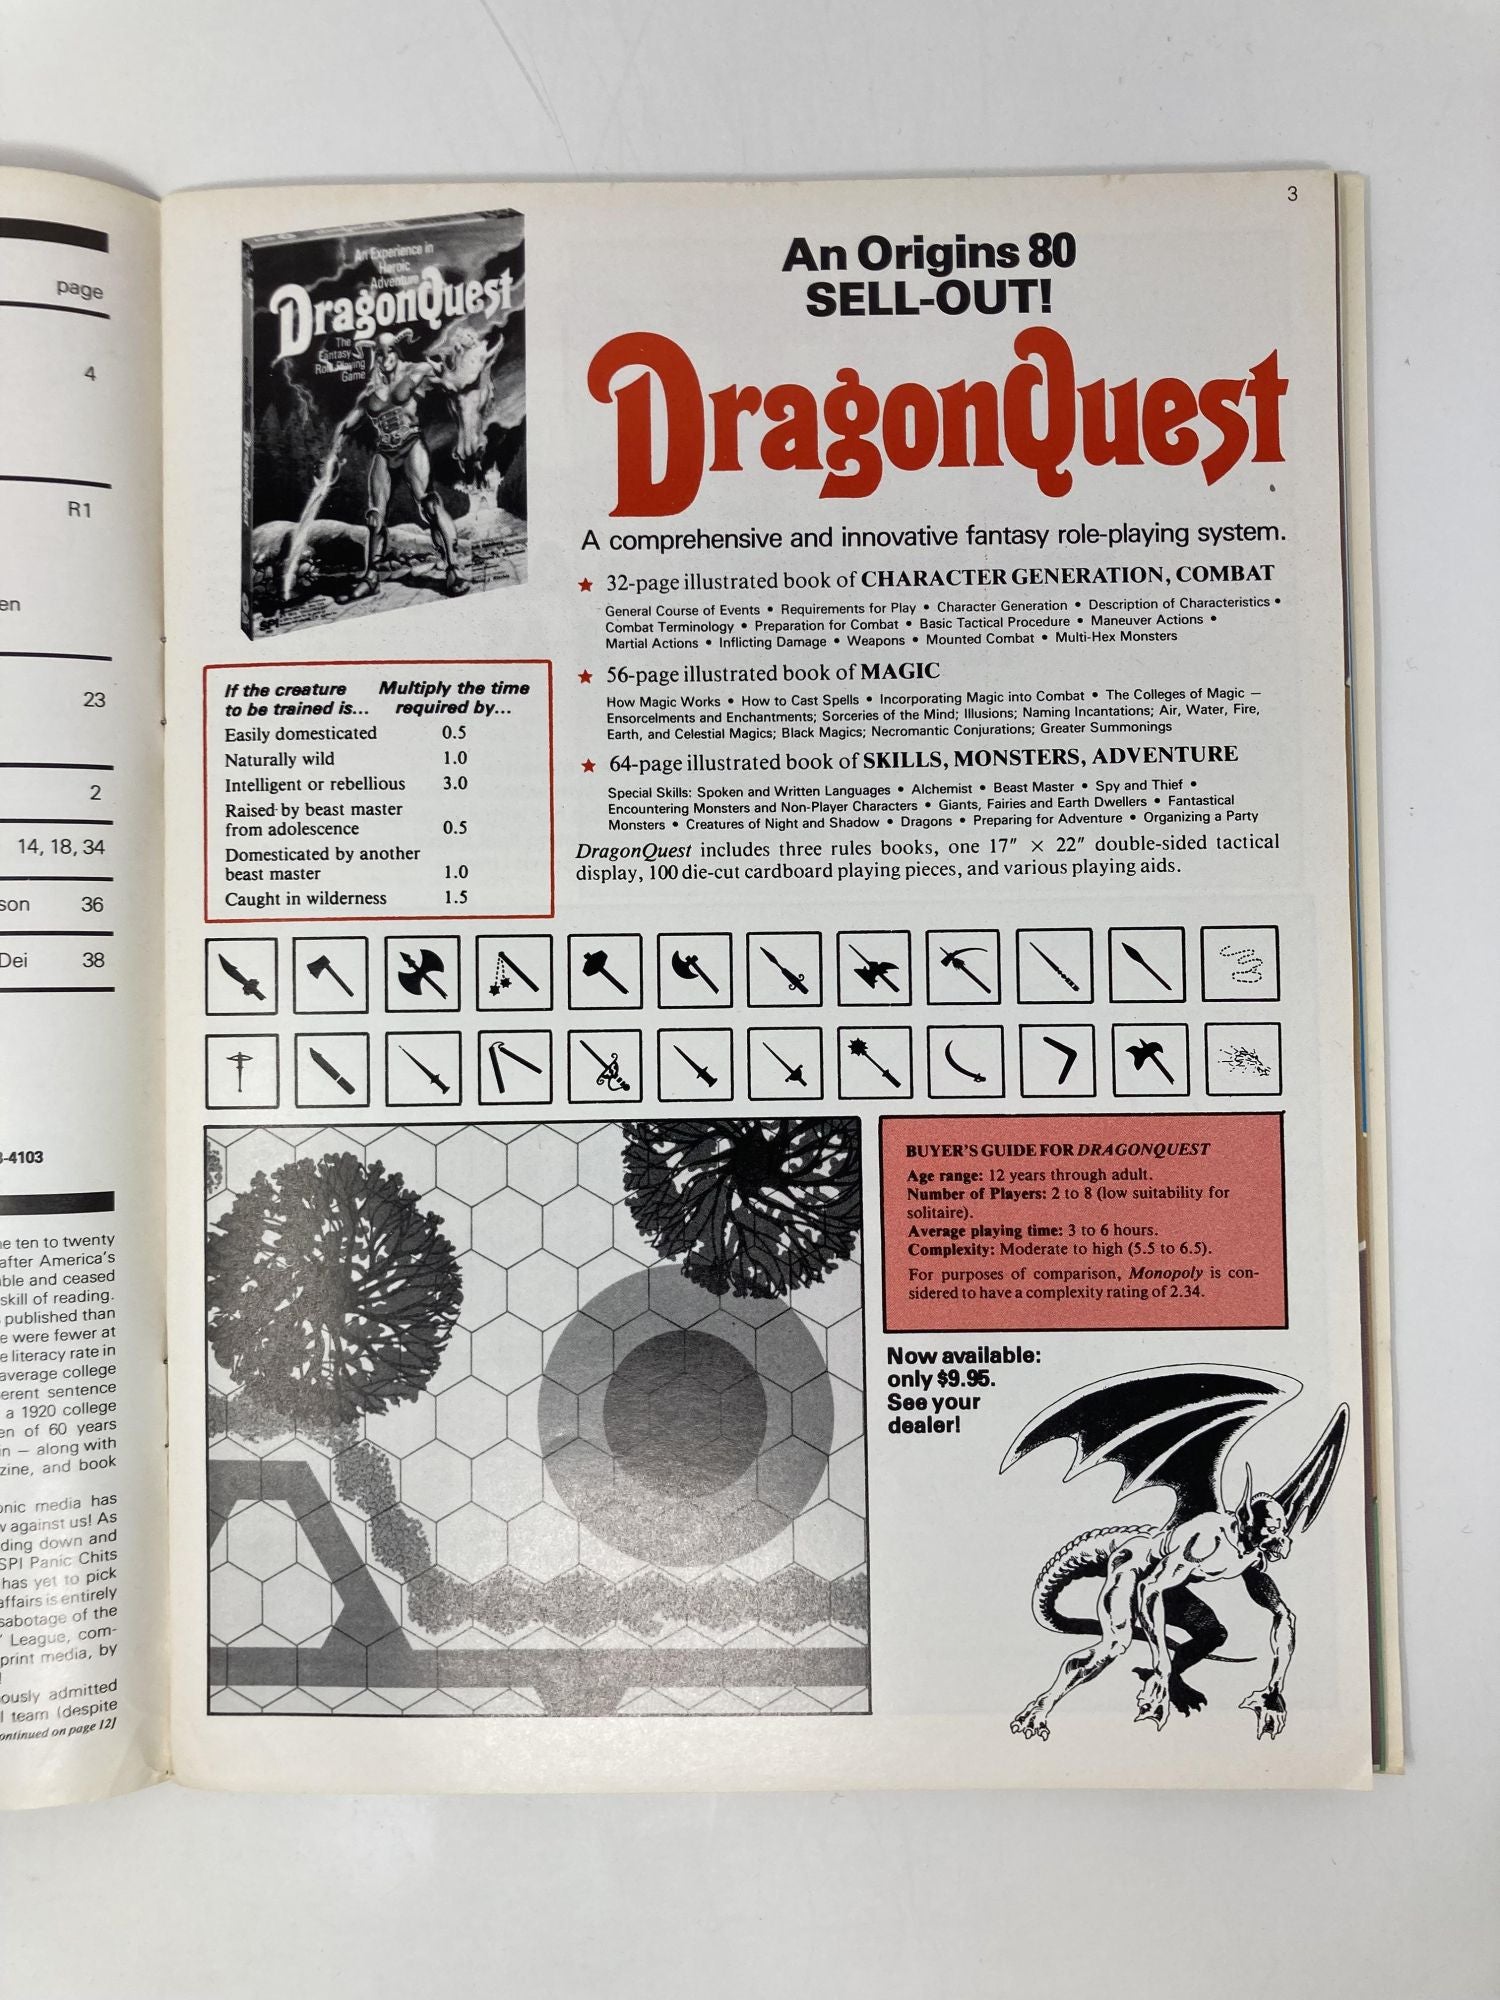 page
4
R1
en
23
2
14, 18, 34
son 36
Dei 38
-4103
e ten to twenty
after America's
ble and ceased
skill of reading.
published than
e were fewer at
e literacy rate in
average college
erent sentence
a 1920 college
en of 60 years
in — along with
zine, and book
onic media has
w against us! As
ding down and
SPI Panic Chits
has yet to pick
affairs is entirely
sabotage of the
League, com-
print media, by
ously admitted
l team (despite
ontinued on page 12]
3
An Experience in
Heroic
Adventure
DragonQuest
The
Fantasy
Role Playing
Game
DragonQuest
SPI
An Origins 80
SELL-OUT!
DragonQuest
A comprehensive and innovative fantasy role-playing system.
★ 32-page illustrated book of CHARACTER GENERATION, COMBAT
General Course of Events • Requirements for Play • Character Generation • Description of Characteristics •
Combat Terminology • Preparation for Combat • Basic Tactical Procedure • Maneuver Actions •
Martial Actions • Inflicting Damage • Weapons • Mounted Combat • Multi-Hex Monsters
★ 56-page illustrated book of MAGIC
How Magic Works • How to Cast Spells • Incorporating Magic into Combat • The Colleges of Magic —
Ensorcelments and Enchantments; Sorceries of the Mind; Illusions; Naming Incantations; Air, Water, Fire,
Earth, and Celestial Magics; Black Magics; Necromantic Conjurations; Greater Summonings
★ 64-page illustrated book of SKILLS, MONSTERS, ADVENTURE
Special Skills: Spoken and Written Languages • Alchemist • Beast Master • Spy and Thief •
Encountering Monsters and Non-Player Characters • Giants, Fairies and Earth Dwellers • Fantastical
Monsters • Creatures of Night and Shadow • Dragons • Preparing for Adventure • Organizing a Party
DragonQuest includes three rules books, one 17" × 22" double-sided tactical
display, 100 die-cut cardboard playing pieces, and various playing aids.
If the creature Multiply the time
to be trained is... required by...
Easily domesticated 0.5
Naturally wild 1.0
Intelligent or rebellious 3.0
Raised by beast master
from adolescence 0.5
Domesticated by another
beast master 1.0
Caught in wilderness 1.5
BUYER'S GUIDE FOR DRAGONQUEST
Age range: 12 years through adult.
Number of Players: 2 to 8 (low suitability for
solitaire).
Average playing time: 3 to 6 hours.
Complexity: Moderate to high (5.5 to 6.5).
For purposes of comparison, Monopoly is con-
sidered to have a complexity rating of 2.34.
Now available:
only $9.95.
See your
dealer!